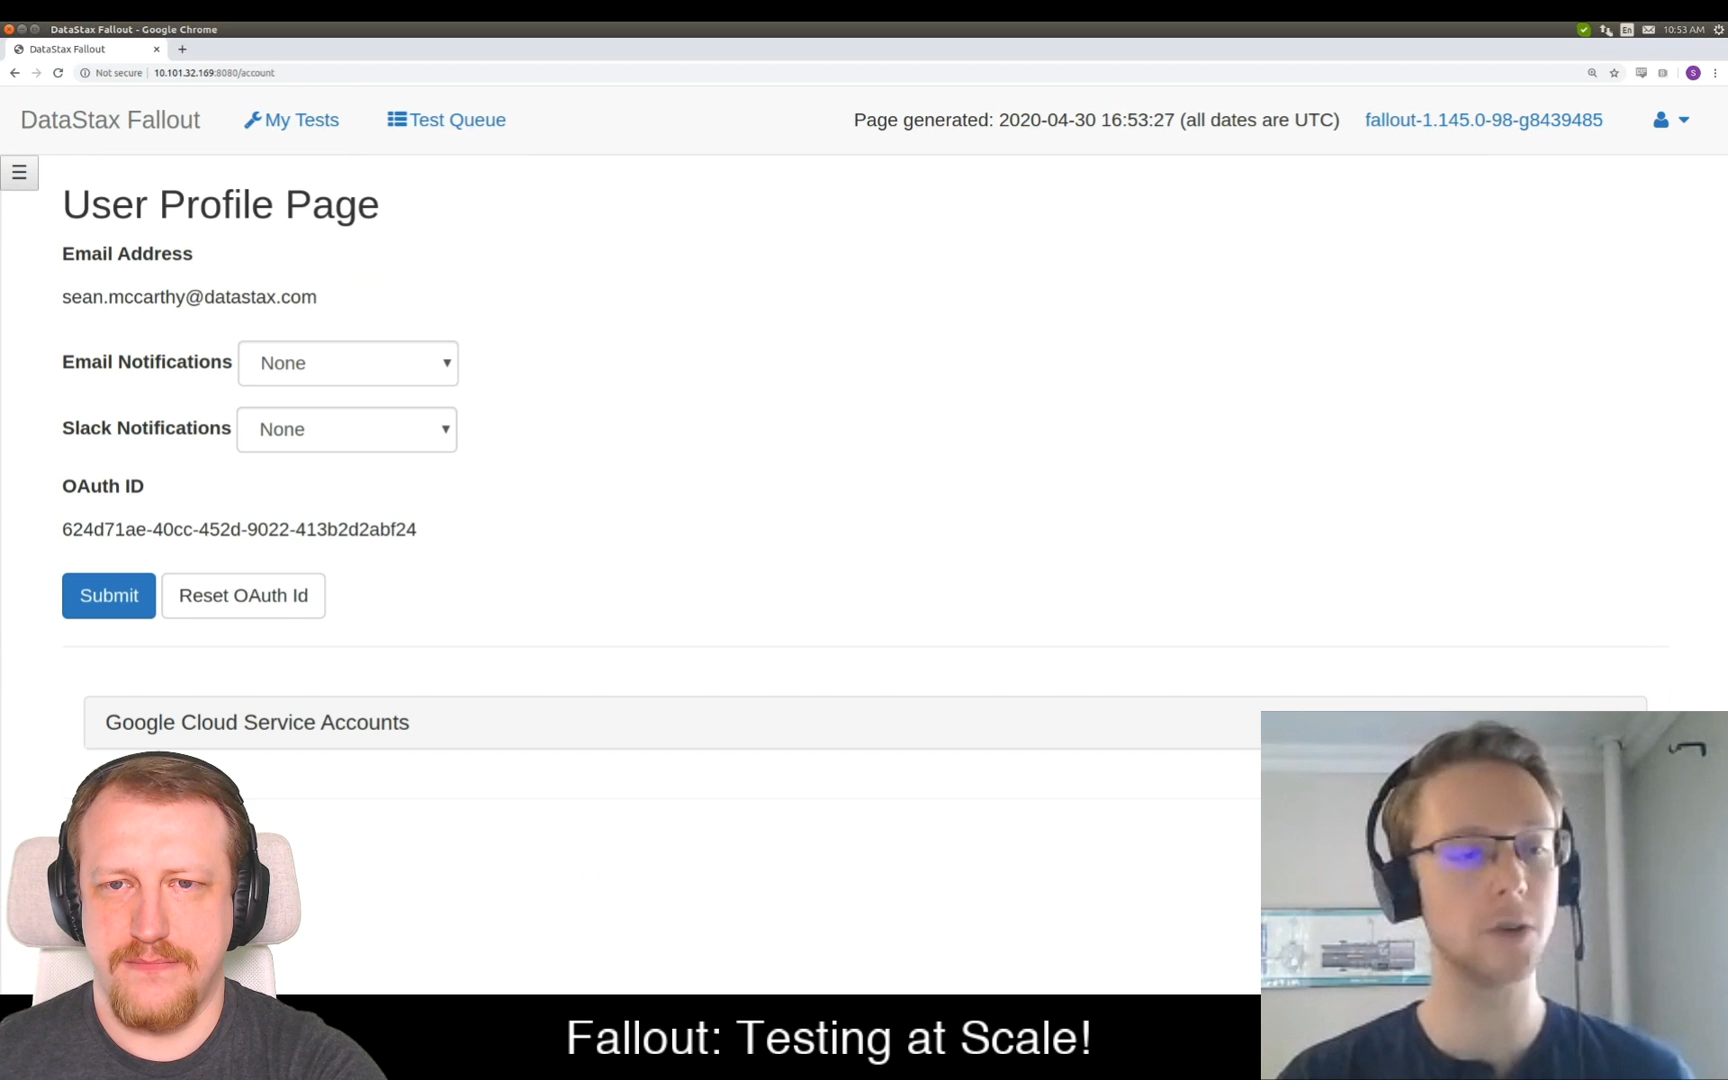 DataStax Fallout - Google Chrome
En
10:53 AM
DataStax Fallout
Not secure
10.101.32.169:8080/account
S
DataStax Fallout
My Tests
Test Queue
Page generated: 2020-04-30 16:53:27 (all dates are UTC)
fallout-1.145.0-98-g8439485
User Profile Page
Email Address
sean.mccarthy@datastax.com
Email Notifications
None
Slack Notifications
None
OAuth ID
624d71ae-40cc-452d-9022-413b2d2abf24
Submit
Reset OAuth Id
Google Cloud Service Accounts
Fallout: Testing at Scale!